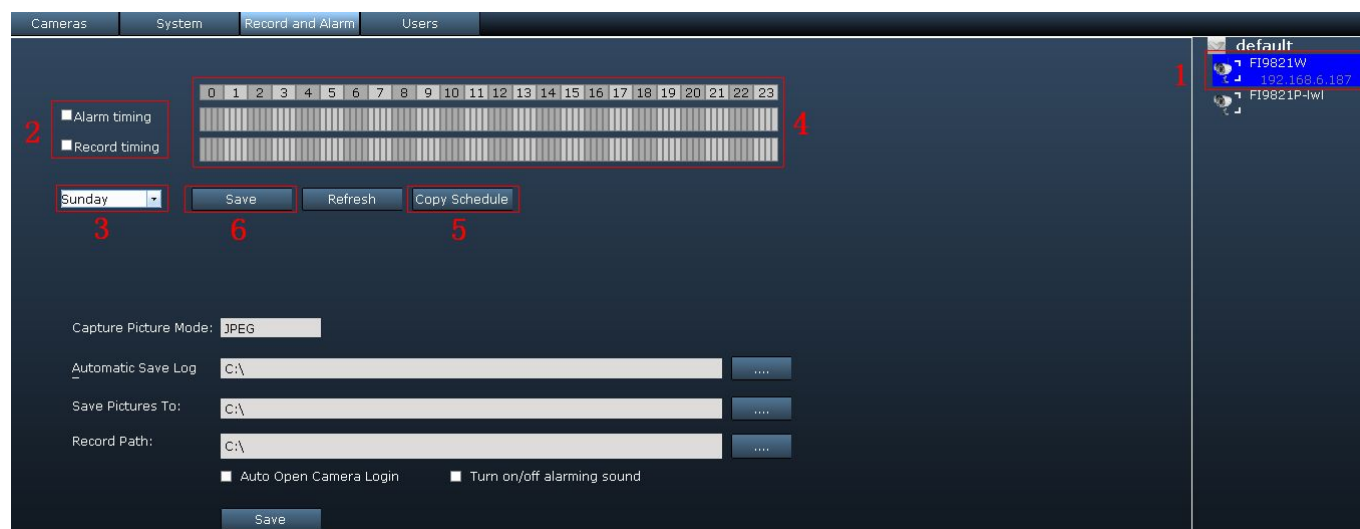 Cameras System Record and Alarm Users
default
1 FI9821W
192.168.6.187
FI9821P-lwl
0 1 2 3 4 5 6 7 8 9 10 11 12 13 14 15 16 17 18 19 20 21 22 23
2 Alarm timing 4
Record timing
Sunday Save Refresh Copy Schedule
3 6 5
Capture Picture Mode: JPEG
Automatic Save Log C:\ ....
Save Pictures To: C:\ ....
Record Path: C:\ ....
Auto Open Camera Login Turn on/off alarming sound
Save